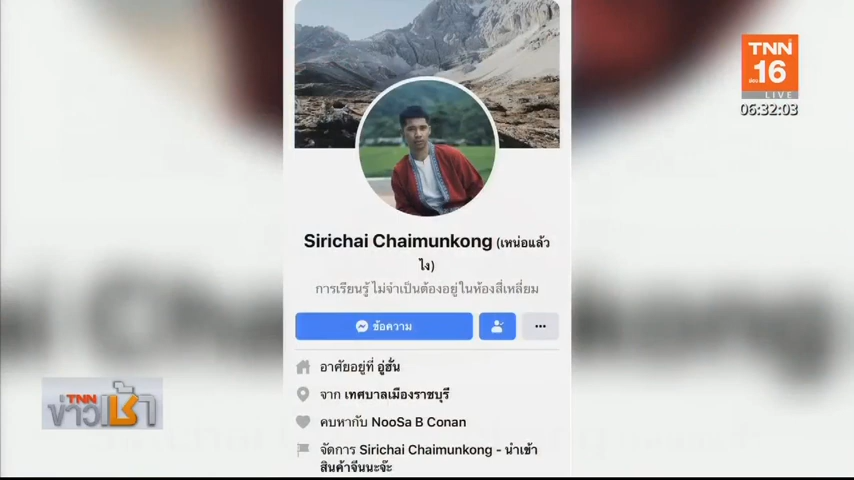 TNN
ช่อง 16
LIVE
06:32:03
Sirichai Chaimunkong (เหน่อแล้ว
ไง)
การเรียนรู้ ไม่จำเป็นต้องอยู่ในห้องสี่เหลี่ยม
ข้อความ
อาศัยอยู่ที่ อู่ฮั่น
จาก เทศบาลเมืองราชบุรี
คบหากับ NooSa B Conan
จัดการ Sirichai Chaimunkong - นำเข้า
สินค้าจีนนะจ๊ะ
TNN
ข่าวเช้า